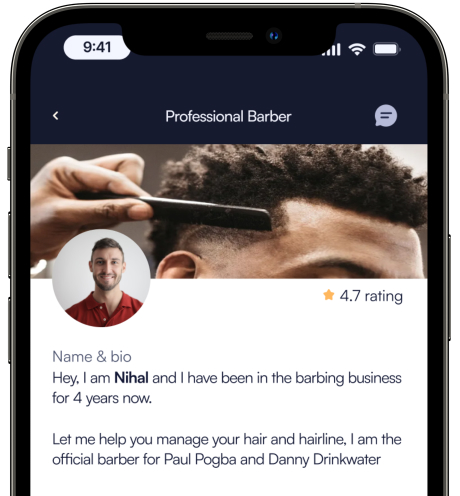 9:41
Professional Barber
4.7 rating
Name & bio
Hey, I am Nihal and I have been in the barbing business
for 4 years now.
Let me help you manage your hair and hairline, I am the
official barber for Paul Pogba and Danny Drinkwater